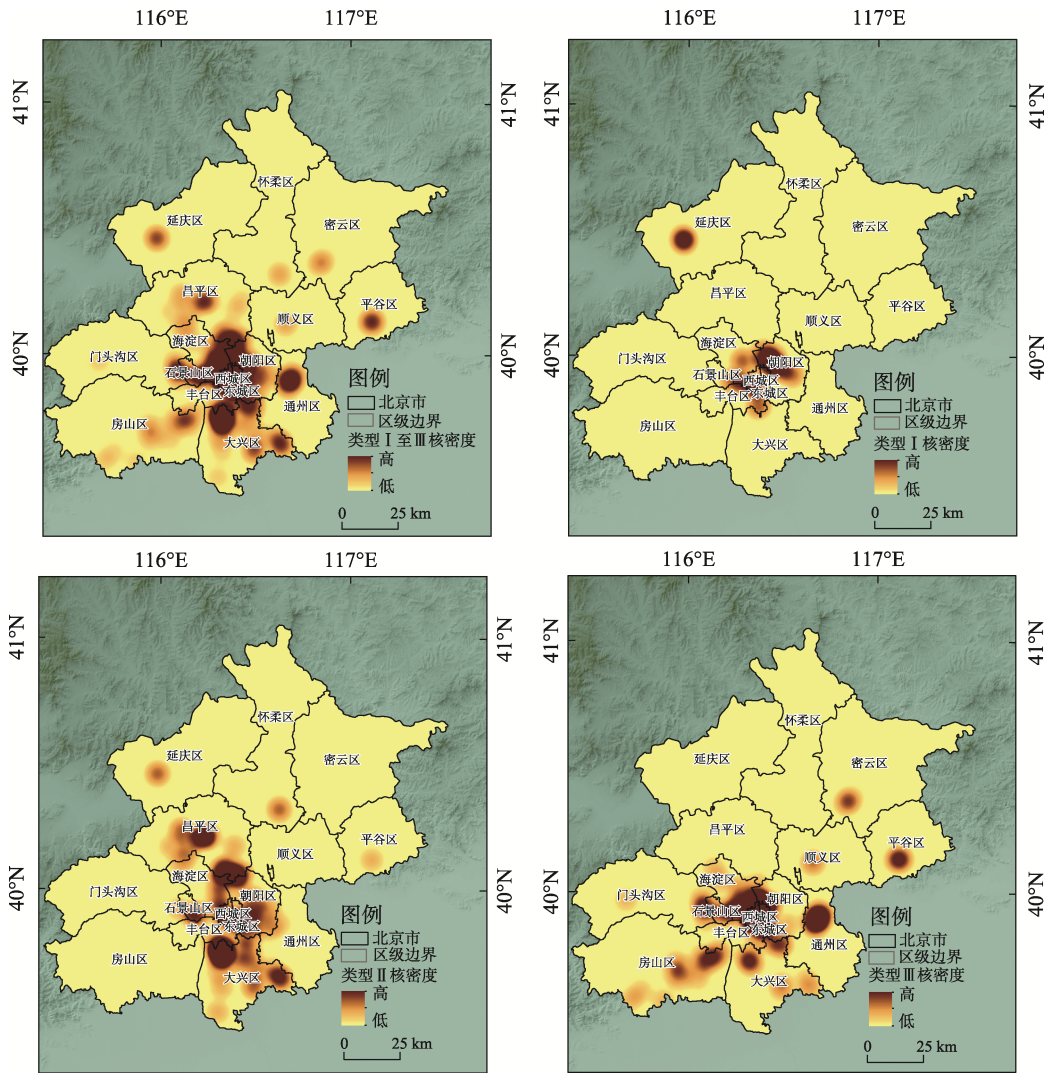 116°E
117°E
116°E
117°E
41°N
41°N
41°N
怀柔区
延庆区
密云区
昌平区
平谷区
顺义区
海淀区
门头沟区
朝阳区
石景山区
西城区
东城区
丰台区
通州区
房山区
大兴区
40°N
40°N
40°N
图例
北京市
区级边界
类型Ⅰ至Ⅲ核密度
高
低
0
25 km
怀柔区
延庆区
密云区
昌平区
平谷区
顺义区
海淀区
门头沟区
朝阳区
石景山区
西城区
东城区
丰台区
通州区
房山区
大兴区
图例
北京市
区级边界
类型Ⅰ核密度
高
低
0
25 km
116°E
117°E
116°E
117°E
41°N
41°N
41°N
怀柔区
延庆区
密云区
昌平区
平谷区
顺义区
海淀区
门头沟区
朝阳区
石景山区
西城区
东城区
丰台区
通州区
房山区
大兴区
40°N
40°N
40°N
图例
北京市
区级边界
类型Ⅱ核密度
高
低
0
25 km
怀柔区
延庆区
密云区
昌平区
平谷区
顺义区
海淀区
门头沟区
朝阳区
石景山区
西城区
东城区
丰台区
通州区
房山区
大兴区
图例
北京市
区级边界
类型Ⅲ核密度
高
低
0
25 km